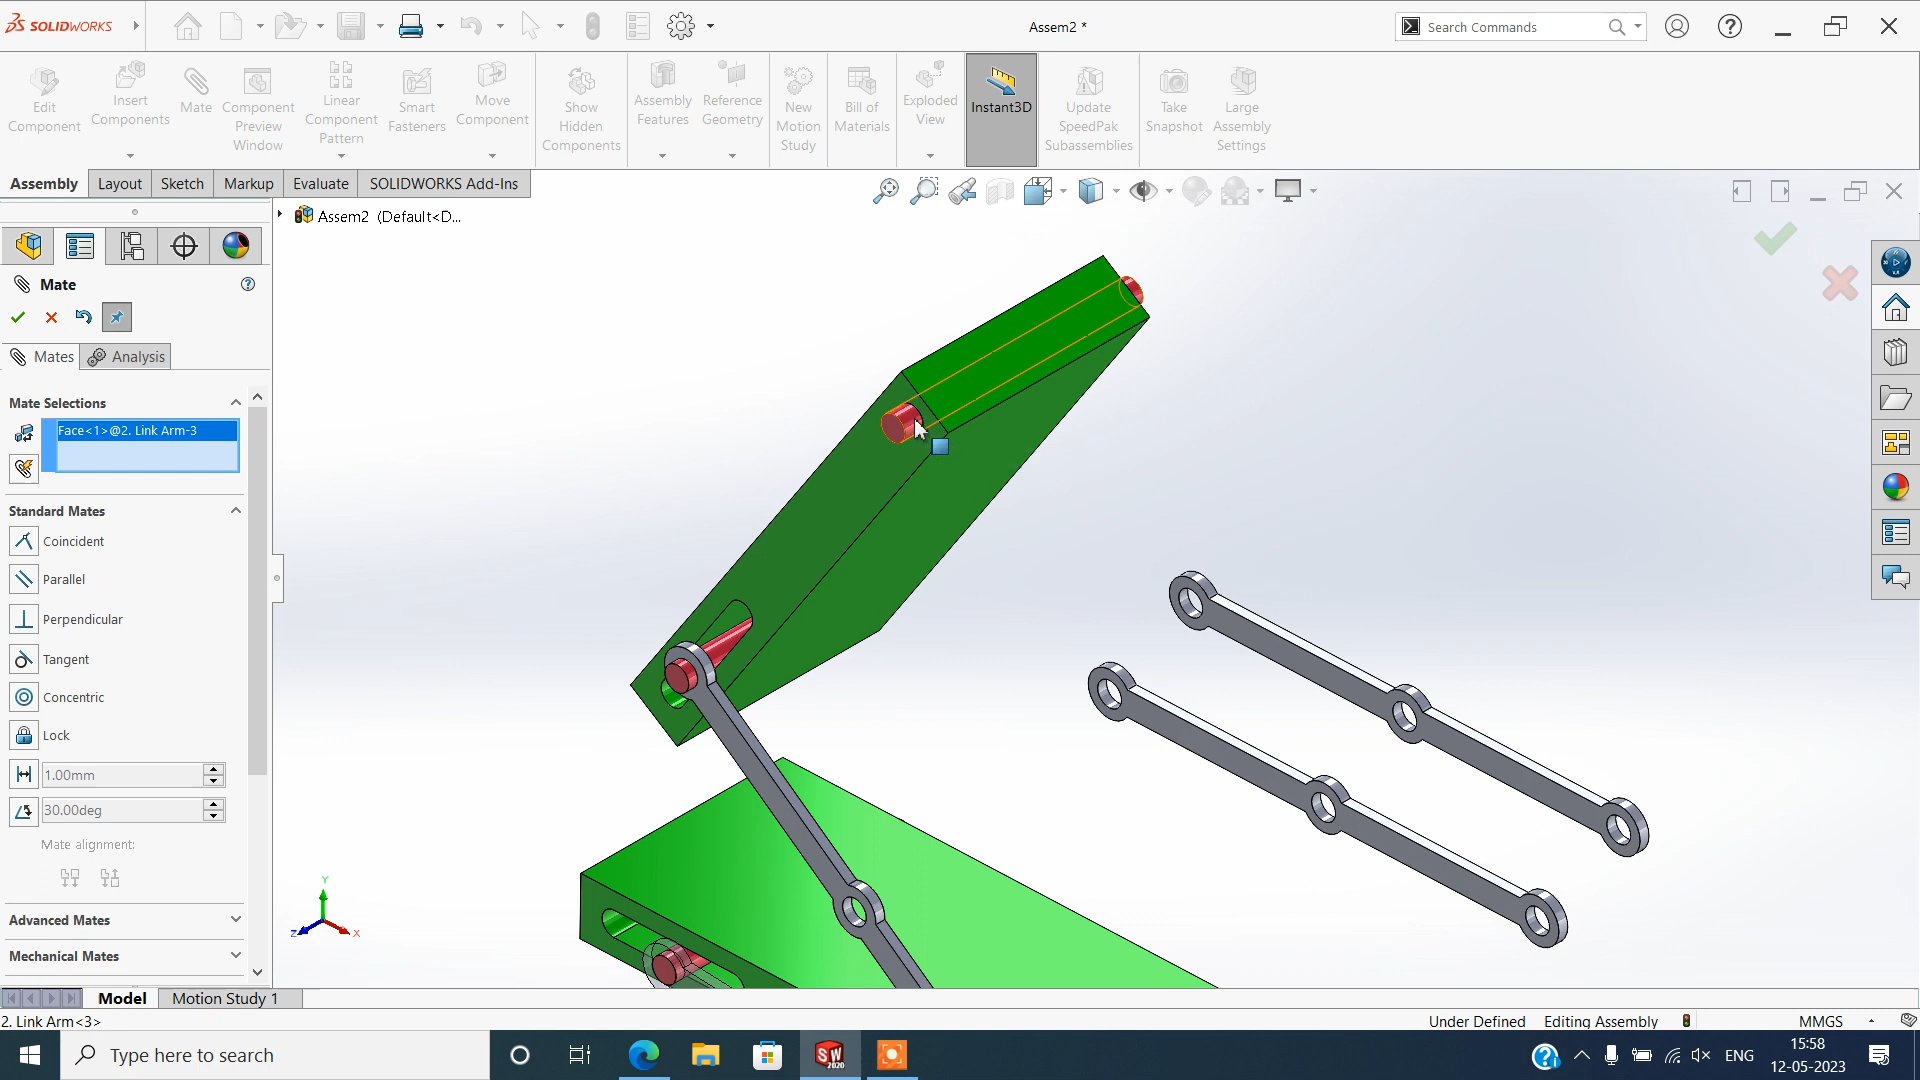 SOLIDWORKS
Assem2 *
Search Commands
Edit
Component
Insert
Components
Mate
Component
Preview
Window
Linear
Component
Pattern
Smart
Fasteners
Move
Component
Show
Hidden
Components
Assembly
Features
Reference
Geometry
New
Motion
Study
Bill of
Materials
Exploded
View
Instant3D
Update
SpeedPak
Subassemblies
Take
Snapshot
Large
Assembly
Settings
Assembly
Layout
Sketch
Markup
Evaluate
SOLIDWORKS Add-Ins
Assem2 (Default<D...
Mate
Mates
Analysis
Mate Selections
Face<1>@2. Link Arm-3
Standard Mates
Coincident
Parallel
Perpendicular
Tangent
Concentric
Lock
1.00mm
30.00deg
Mate alignment:
Advanced Mates
Mechanical Mates
Y
Z
X
Model
Motion Study 1
2. Link Arm<3>
Under Defined
Editing Assembly
MMGS
Type here to search
SW
2020
ENG
15:58
12-05-2023